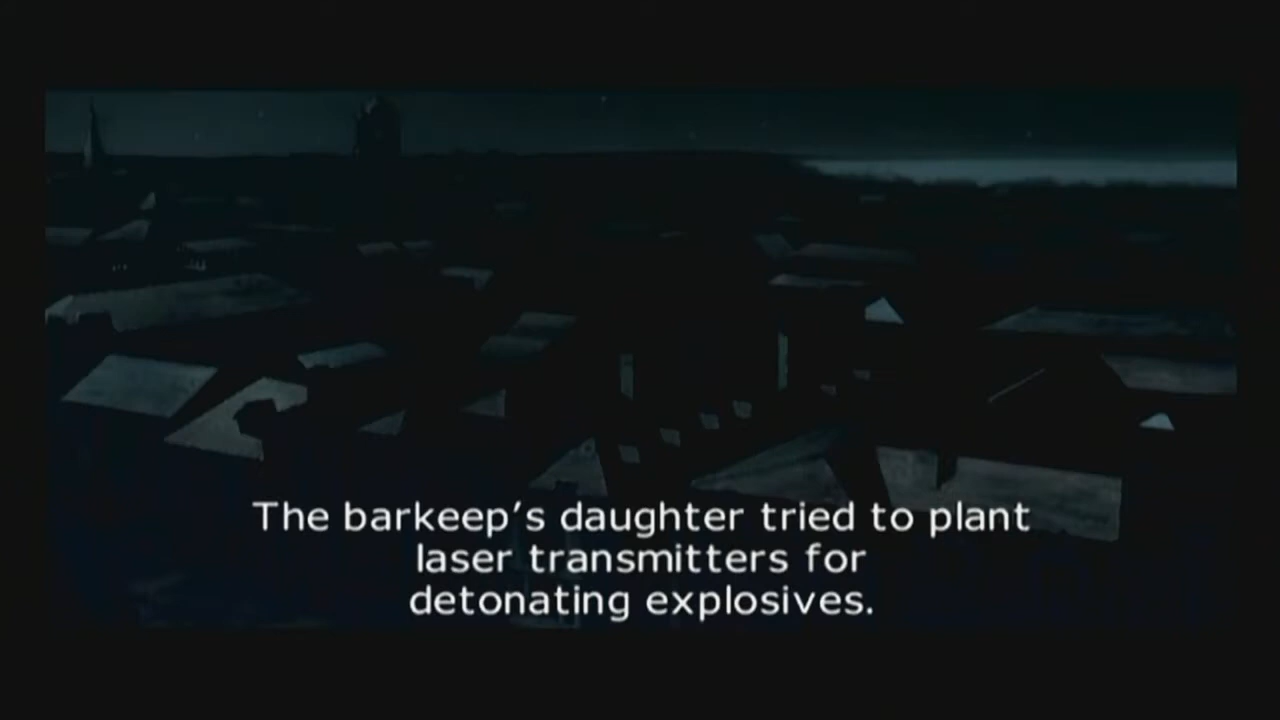 The barkeep's daughter tried to plant
laser transmitters for
detonating explosives.